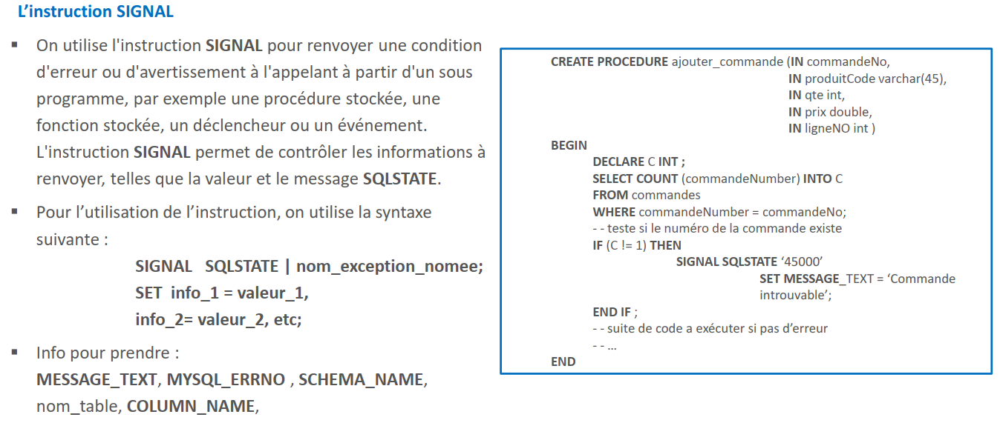 L’instruction SIGNAL
▪ On utilise l'instruction SIGNAL pour renvoyer une condition
d'erreur ou d'avertissement à l'appelant à partir d'un sous
programme, par exemple une procédure stockée, une
fonction stockée, un déclencheur ou un événement.
L'instruction SIGNAL permet de contrôler les informations à
renvoyer, telles que la valeur et le message SQLSTATE.
▪ Pour l’utilisation de l’instruction, on utilise la syntaxe
suivante :
SIGNAL SQLSTATE | nom_exception_nomee;
SET info_1 = valeur_1,
info_2= valeur_2, etc;
▪ Info pour prendre :
MESSAGE_TEXT, MYSQL_ERRNO , SCHEMA_NAME,
nom_table, COLUMN_NAME,
CREATE PROCEDURE ajouter_commande (IN commandeNo,
IN produitCode varchar(45),
IN qte int,
IN prix double,
IN ligneNO int )
BEGIN
DECLARE C INT ;
SELECT COUNT (commandeNumber) INTO C
FROM commandes
WHERE commandeNumber = commandeNo;
- - teste si le numéro de la commande existe
IF (C != 1) THEN
SIGNAL SQLSTATE ‘45000’
SET MESSAGE_TEXT = ‘Commande
introuvable’;
END IF ;
- - suite de code a exécuter si pas d’erreur
- - …
END